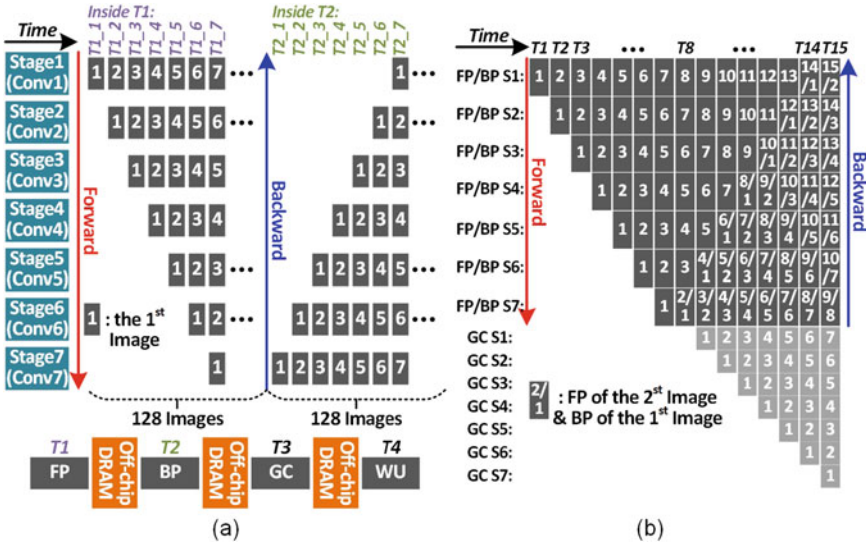 Time
Inside T1:
T1_1 T1_2 T1_3 T1_4 T1_5 T1_6 T1_7
Inside T2:
T2_1 T2_2 T2_3 T2_4 T2_5 T2_6 T2_7
Stage1
(Conv1)
1 2 3 4 5 6 7 •••
1 •••
Stage2
(Conv2)
1 2 3 4 5 6
1 2
Stage3
(Conv3)
1 2 3 4 5
1 2 3
Stage4
(Conv4)
1 2 3 4
1 2 3 4
Stage5
(Conv5)
1 2 3 •••
1 2 3 4 5 •••
Stage6
(Conv6)
1 2 •••
1 2 3 4 5 6 •••
Stage7
(Conv7)
1
1 2 3 4 5 6 7
Forward
Backward
1 : the 1st
Image
128 Images
128 Images
T1
T2
T3
T4
FP
Off-chip
DRAM
BP
Off-chip
DRAM
GC
Off-chip
DRAM
WU
(a)
Time
T1 T2 T3 ••• T8 ••• T14 T15
FP/BP S1: 1 2 3 4 5 6 7 8 9 10 11 12 13 14/1 15/2
FP/BP S2: 1 2 3 4 5 6 7 8 9 10 11 12/1 13/2 14/3
FP/BP S3: 1 2 3 4 5 6 7 8 9 10/1 11/2 12/3 13/4
FP/BP S4: 1 2 3 4 5 6 7 8/1 9/2 10/3 11/4 12/5
FP/BP S5: 1 2 3 4 5 6/1 7/2 8/3 9/4 10/5 11/6
FP/BP S6: 1 2 3 4/1 5/2 6/3 7/4 8/5 9/6 10/7
FP/BP S7: 1 2/1 3/2 4/3 5/4 6/5 7/6 8/7 9/8
GC S1: 1 2 3 4 5 6 7
GC S2: 1 2 3 4 5 6
GC S3: 1 2 3 4 5
GC S4: 1 2 3 4
GC S5: 1 2 3
GC S6: 1 2
GC S7: 1
Forward
Backward
2/1 : FP of the 2st Image
& BP of the 1st Image
(b)